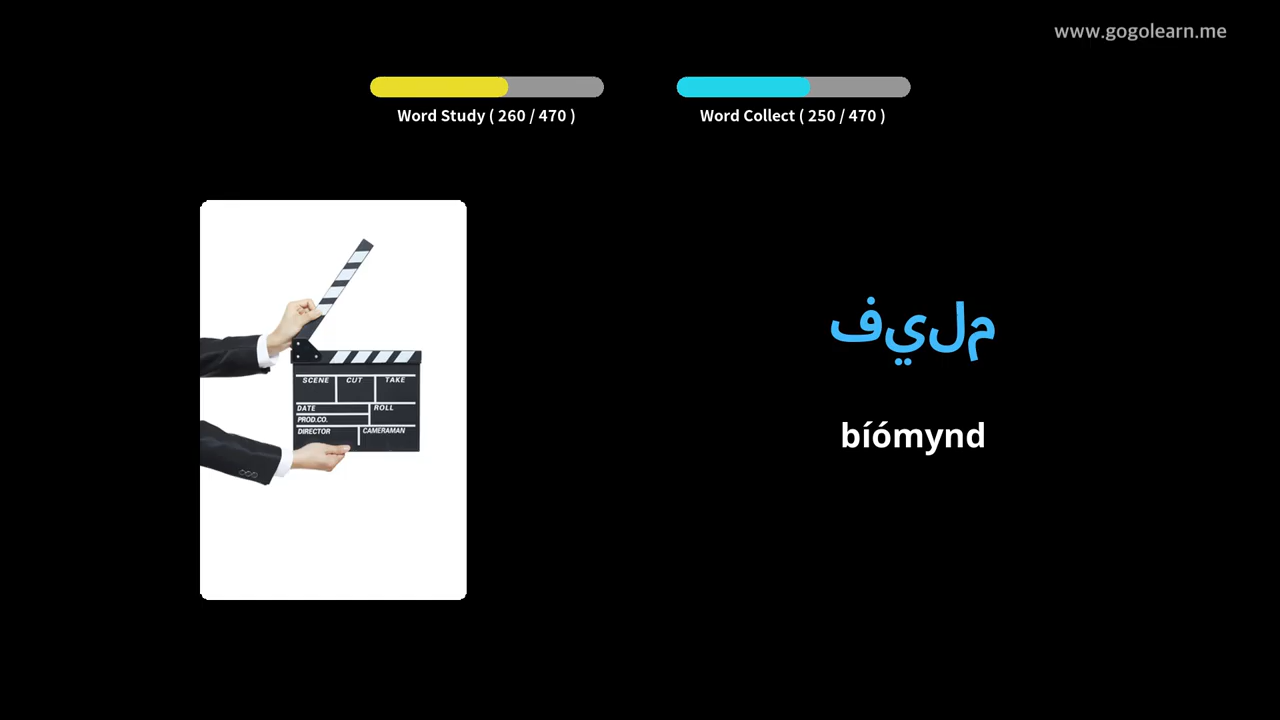 www.gogolearn.me
Word Study ( 260 / 470 )
Word Collect ( 250 / 470 )
SCENE CUT TAKE
DATE ROLL
PROD.CO.
DIRECTOR CAMERAMAN
فيلم
bíómynd